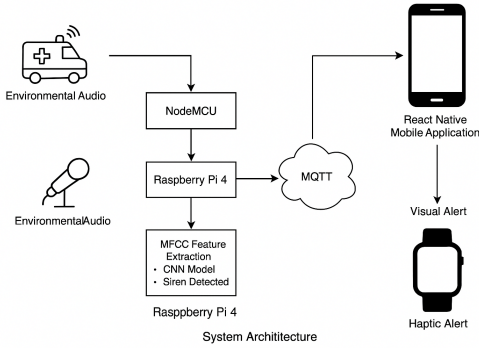 Environmental Audio
NodeMCU
Raspberry Pi 4
MQTT
React Native
Mobile Application
EnvironmentalAudio
MFCC Feature
Extraction
• CNN Model
• Siren Detected
Rasppberry Pi 4
Visual Alert
Haptic Alert
System Archititecture